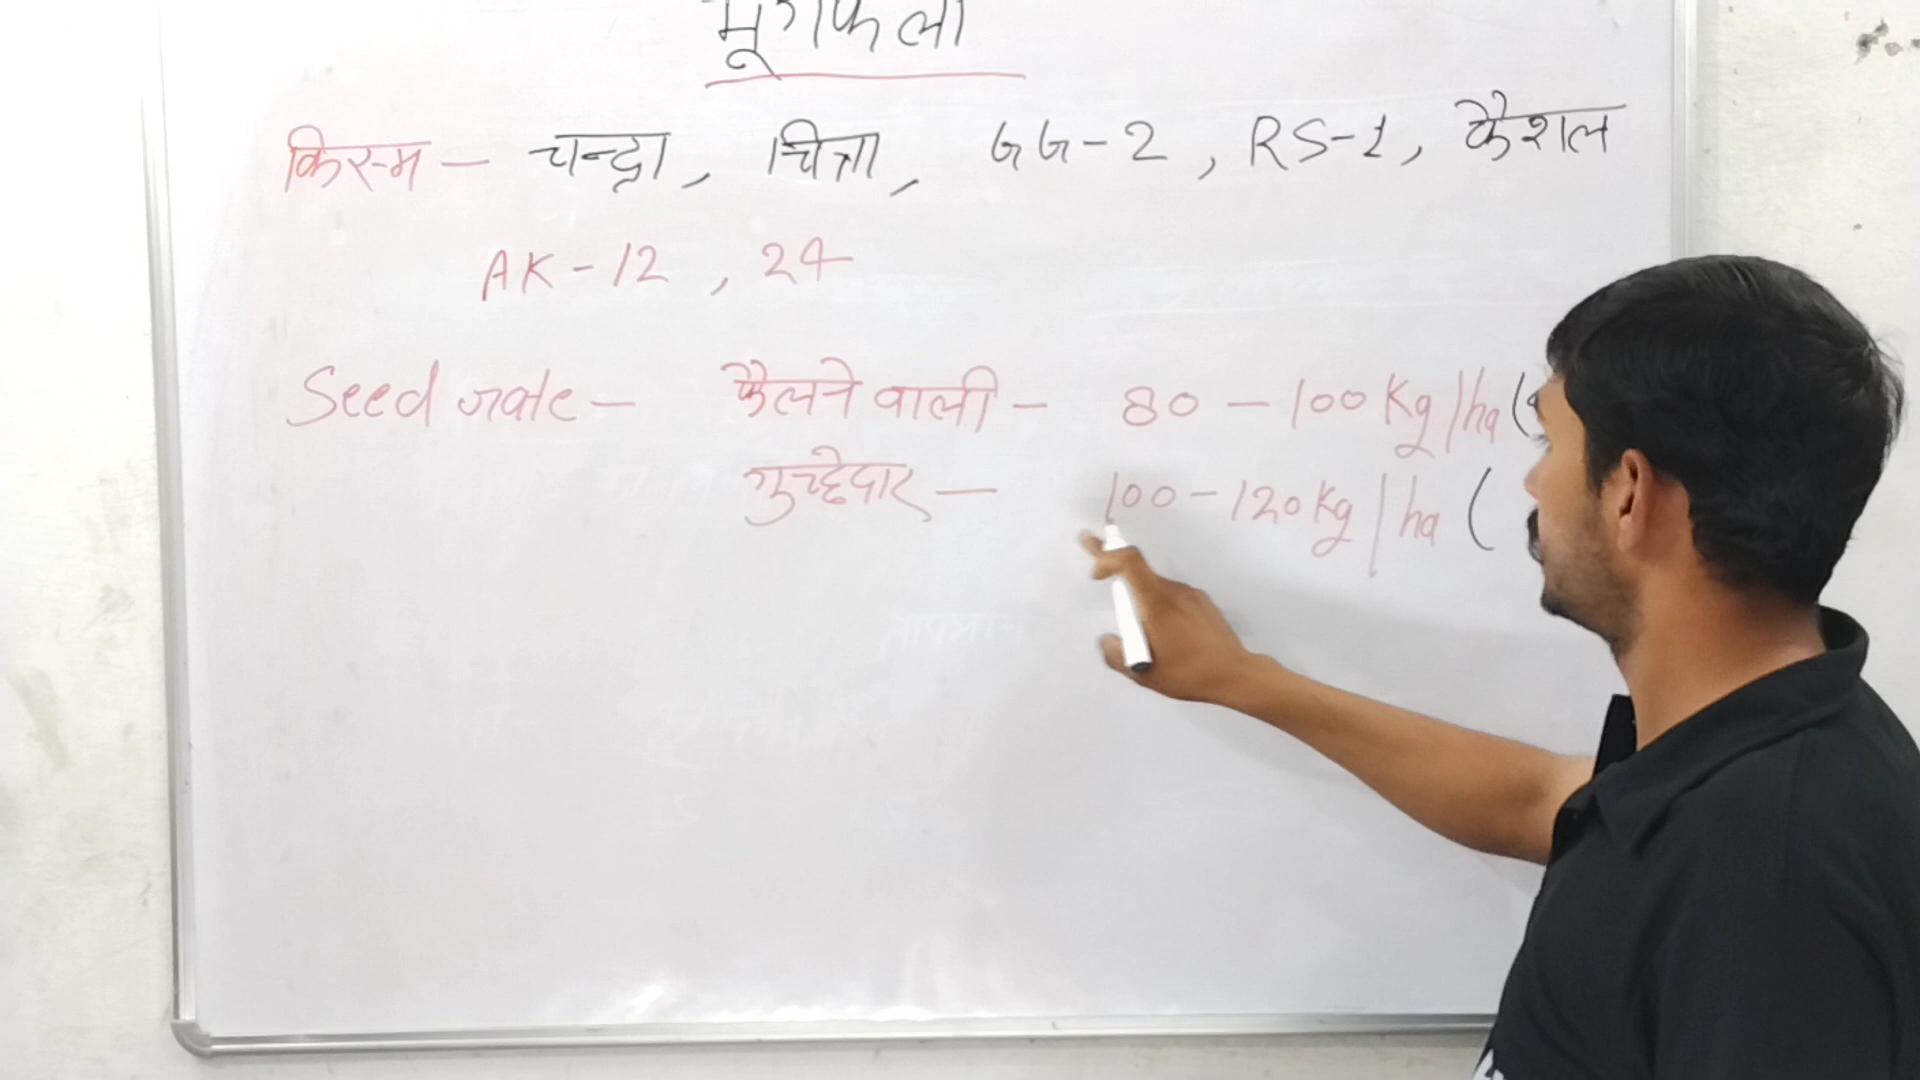 मूंगफली
किस्म - चन्द्रा, चित्रा, GG-2, RS-1, कैशल
AK-12, 24
Seed rate - फैलने वाली - 80-100 Kg/ha (
गुच्छेदार - 100-120 Kg/ha (